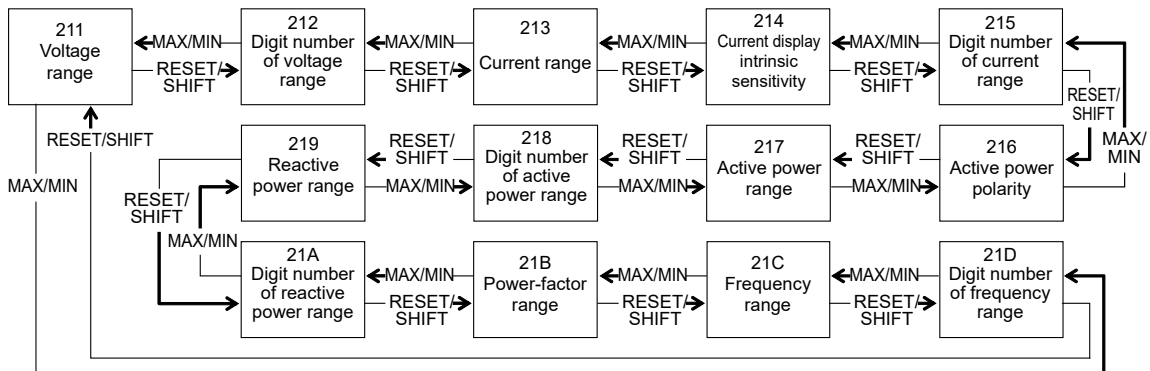 211
Voltage
range
MAX/MIN
RESET/
SHIFT
212
Digit number
of voltage
range
MAX/MIN
RESET/
SHIFT
213
Current range
MAX/MIN
RESET/
SHIFT
214
Current display
intrinsic
sensitivity
MAX/MIN
RESET/
SHIFT
215
Digit number
of current
range
RESET/
SHIFT
MAX/
MIN
RESET/SHIFT
MAX/MIN
219
Reactive
power range
RESET/
SHIFT
MAX/MIN
218
Digit number
of active
power range
RESET/
SHIFT
MAX/MIN
217
Active power
range
RESET/
SHIFT
MAX/MIN
216
Active power
polarity
RESET/
SHIFT
MAX/MIN
21A
Digit number
of reactive
power range
MAX/MIN
RESET/
SHIFT
21B
Power-factor
range
MAX/MIN
RESET/
SHIFT
21C
Frequency
range
MAX/MIN
RESET/
SHIFT
21D
Digit number
of frequency
range